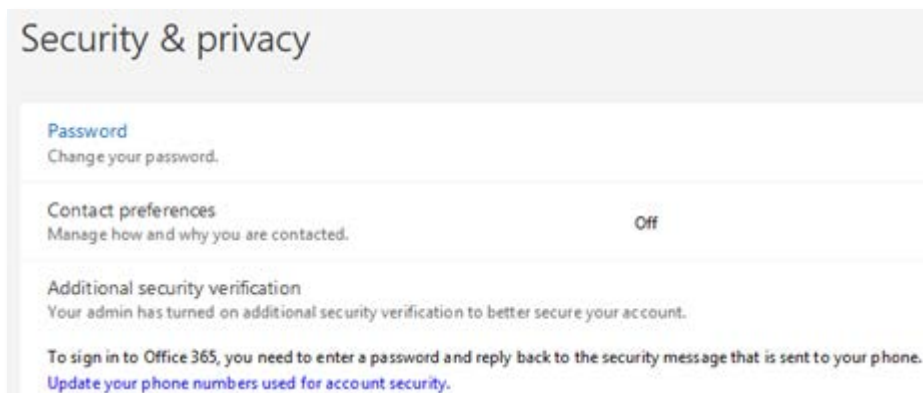 Security & privacy
Password
Change your password.
Contact preferences
Manage how and why you are contacted.
Off
Additional security verification
Your admin has turned on additional security verification to better secure your account.
To sign in to Office 365, you need to enter a password and reply back to the security message that is sent to your phone.
Update your phone numbers used for account security.